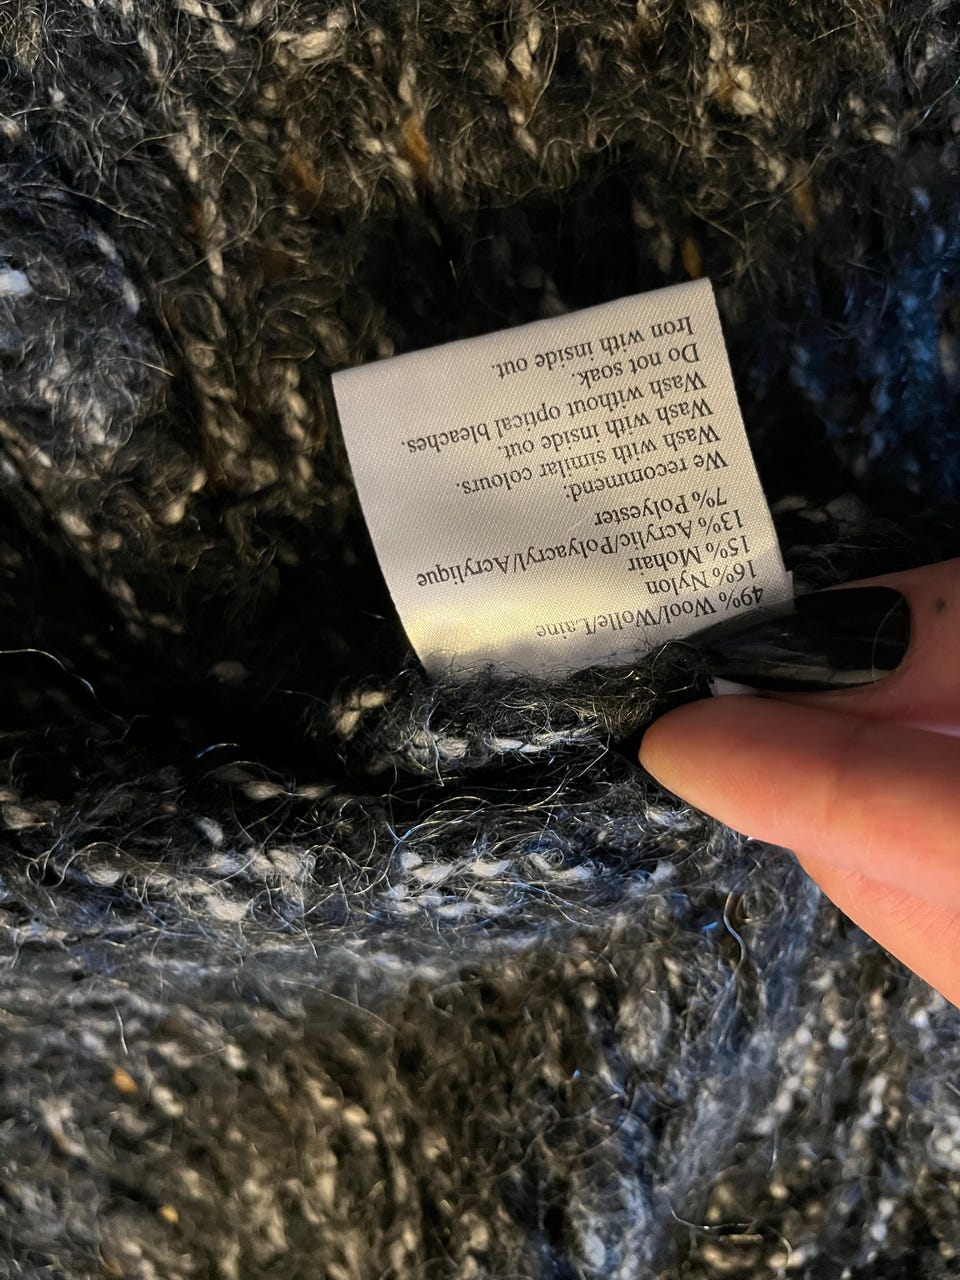 49% Wool/Wolle/Laine
16% Nylon
15% Mohair
13% Acrylic/Polyacryl/Acrylique
7% Polyester
We recommend:
Wash with similar colours.
Wash with inside out.
Wash without optical bleaches.
Do not soak.
Iron with inside out.